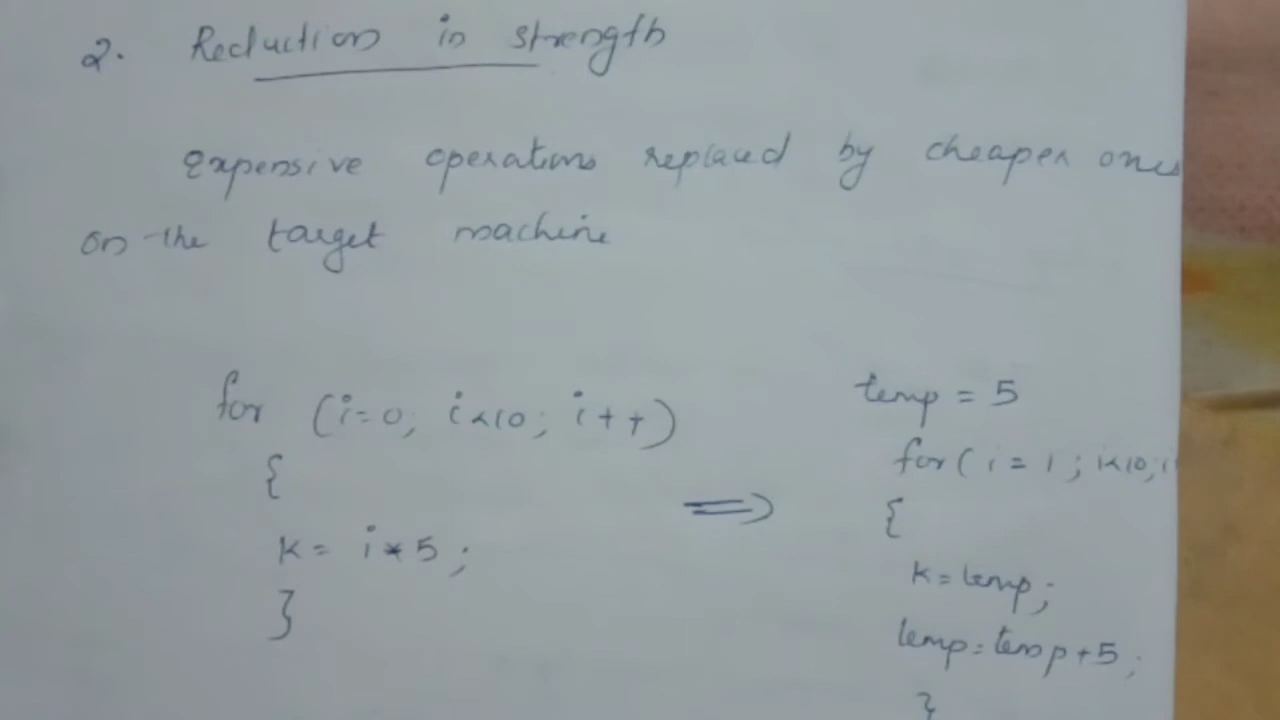 2. Reduction in strength
Expensive operations replaced by cheaper ones
on the target machine
for (i=0; i<10; i++)
{
k= i*5;
}
⇒
temp = 5
for( i = 1; i<10; i
{
k=temp;
temp=temp+5;
}